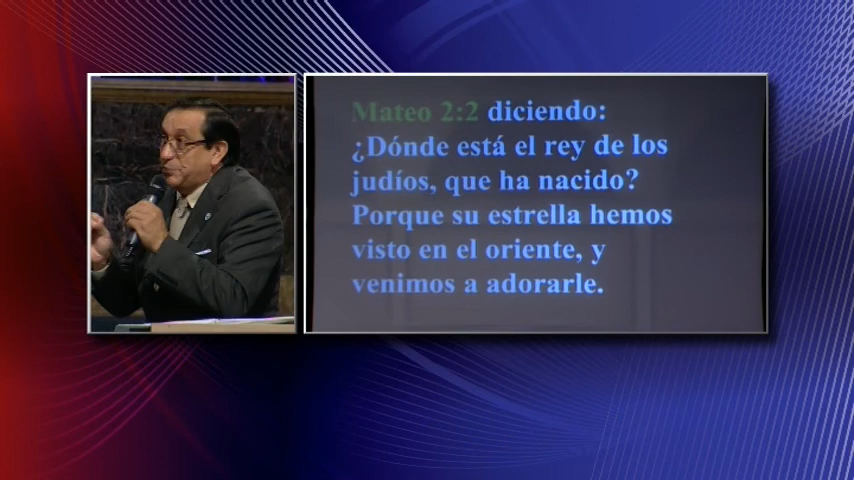 Mateo 2:2 diciendo:
¿Dónde está el rey de los
judíos, que ha nacido?
Porque su estrella hemos
visto en el oriente, y
venimos a adorarle.